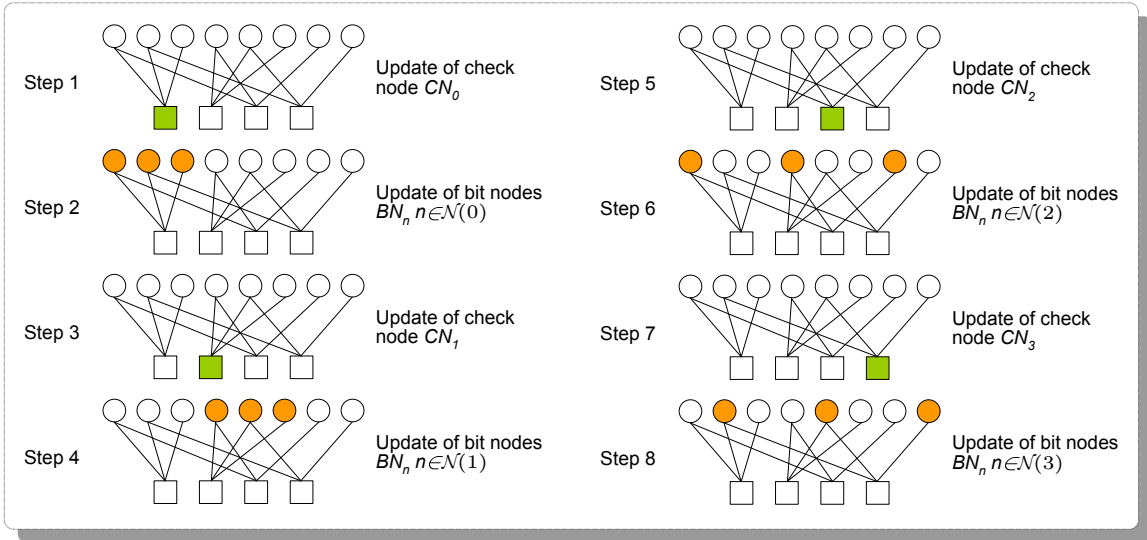 Step 1
Update of check
node CN₀
Step 2
Update of bit nodes
BNₙ n∈𝒩(0)
Step 3
Update of check
node CN₁
Step 4
Update of bit nodes
BNₙ n∈𝒩(1)
Step 5
Update of check
node CN₂
Step 6
Update of bit nodes
BNₙ n∈𝒩(2)
Step 7
Update of check
node CN₃
Step 8
Update of bit nodes
BNₙ n∈𝒩(3)